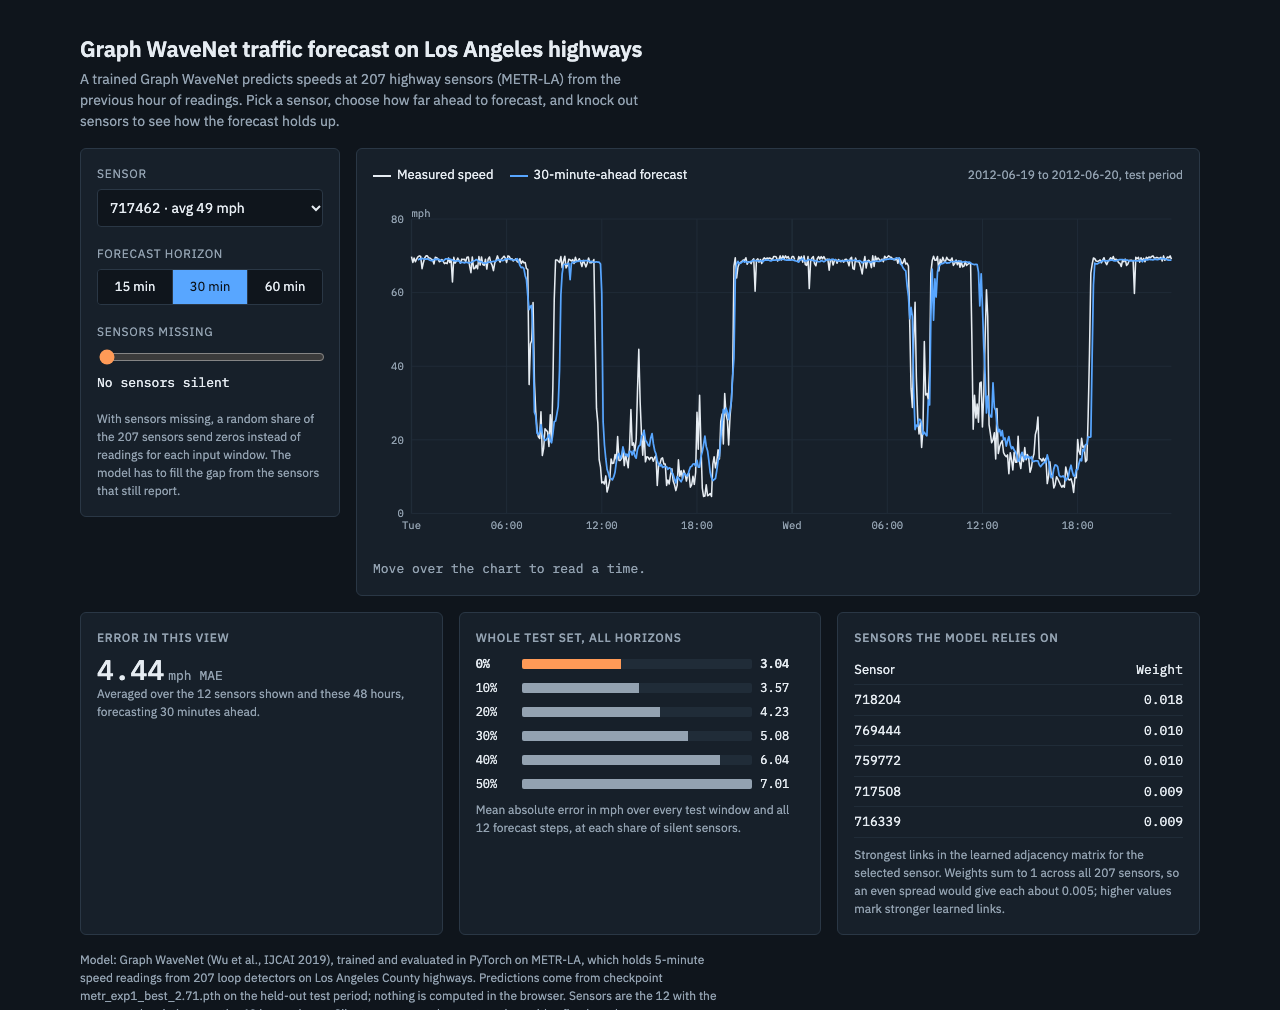 Graph WaveNet traffic forecast on Los Angeles highways
A trained Graph WaveNet predicts speeds at 207 highway sensors (METR-LA) from the
previous hour of readings. Pick a sensor, choose how far ahead to forecast, and knock out
sensors to see how the forecast holds up.
SENSOR
717462 · avg 49 mph
FORECAST HORIZON
15 min 30 min 60 min
SENSORS MISSING
No sensors silent
With sensors missing, a random share of
the 207 sensors send zeros instead of
readings for each input window. The
model has to fill the gap from the sensors
that still report.
Measured speed 30-minute-ahead forecast 2012-06-19 to 2012-06-20, test period
80 mph
60
40
20
0
Tue 06:00 12:00 18:00 Wed 06:00 12:00 18:00
Move over the chart to read a time.
ERROR IN THIS VIEW
4.44 mph MAE
Averaged over the 12 sensors shown and these 48 hours,
forecasting 30 minutes ahead.
WHOLE TEST SET, ALL HORIZONS
0% 3.04
10% 3.57
20% 4.23
30% 5.08
40% 6.04
50% 7.01
Mean absolute error in mph over every test window and all
12 forecast steps, at each share of silent sensors.
SENSORS THE MODEL RELIES ON
Sensor Weight
718204 0.018
769444 0.010
759772 0.010
717508 0.009
716339 0.009
Strongest links in the learned adjacency matrix for the
selected sensor. Weights sum to 1 across all 207 sensors, so
an even spread would give each about 0.005; higher values
mark stronger learned links.
Model: Graph WaveNet (Wu et al., IJCAI 2019), trained and evaluated in PyTorch on METR-LA, which holds 5-minute
speed readings from 207 loop detectors on Los Angeles County highways. Predictions come from checkpoint
metr_exp1_best_2.71.pth on the held-out test period; nothing is computed in the browser. Sensors are the 12 with the